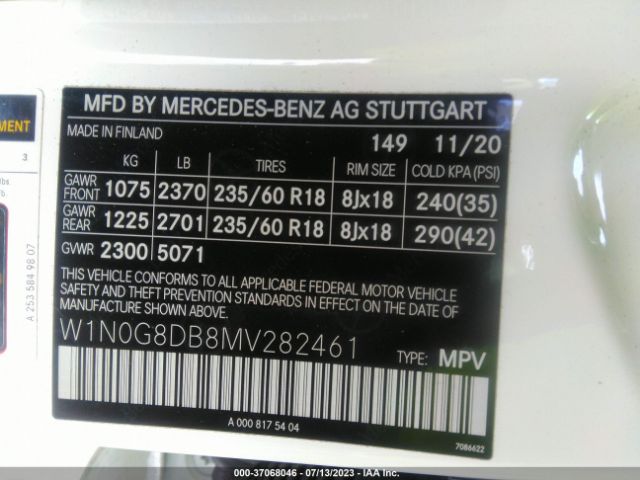 MFD BY MERCEDES-BENZ AG STUTTGART
MADE IN FINLAND 149 11/20
KG LB TIRES RIM SIZE COLD KPA (PSI)
GAWR FRONT 1075 2370 235/60 R18 8Jx18 240(35)
GAWR REAR 1225 2701 235/60 R18 8Jx18 290(42)
GVWR 2300 5071
THIS VEHICLE CONFORMS TO ALL APPLICABLE FEDERAL MOTOR VEHICLE
SAFETY AND THEFT PREVENTION STANDARDS IN EFFECT ON THE DATE OF
MANUFACTURE SHOWN ABOVE.
W1N0G8DB8MV282461 TYPE: MPV
A 000 817 54 04
7086622
MENT
3
lbs.
A 253 584 98 07
000-37068046 - 07/13/2023 - IAA Inc.